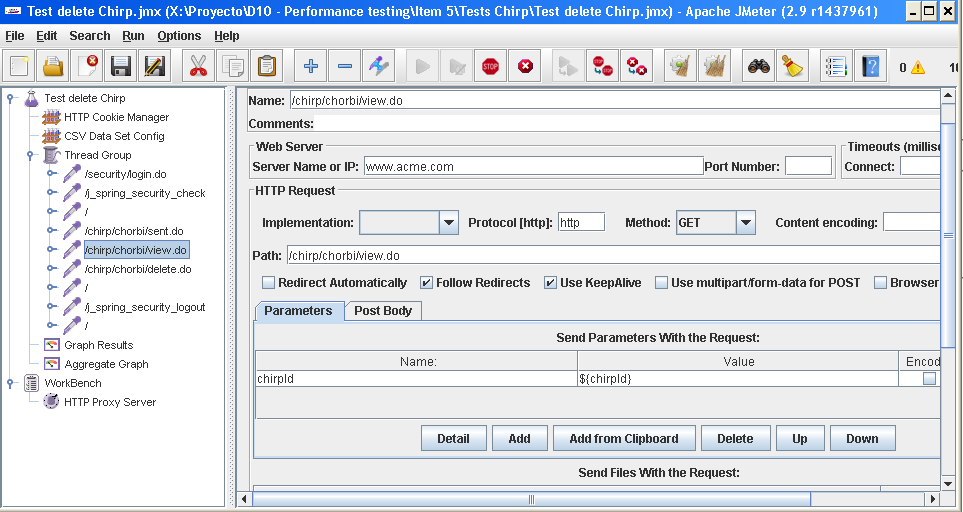 Test delete Chirp.jmx (X:\Proyecto\D10 - Performance testing\Item 5\Tests Chirp\Test delete Chirp.jmx) - Apache JMeter (2.9 r1437961)
File Edit Search Run Options Help
STOP
STOP
0 10
Test delete Chirp
HTTP Cookie Manager
CSV Data Set Config
Thread Group
/security/login.do
/j_spring_security_check
/
/chirp/chorbi/sent.do
/chirp/chorbi/view.do
/chirp/chorbi/delete.do
/
/j_spring_security_logout
/
Graph Results
Aggregate Graph
WorkBench
HTTP Proxy Server
Name: /chirp/chorbi/view.do
Comments:
Web Server
Server Name or IP: www.acme.com Port Number:
Timeouts (millise
Connect:
HTTP Request
Implementation: Protocol [http]: http Method: GET Content encoding:
Path: /chirp/chorbi/view.do
Redirect Automatically Follow Redirects Use KeepAlive Use multipart/form-data for POST Browser
Parameters Post Body
Send Parameters With the Request:
Name: Value Encod
chirpId ${chirpId}
Detail Add Add from Clipboard Delete Up Down
Send Files With the Request: